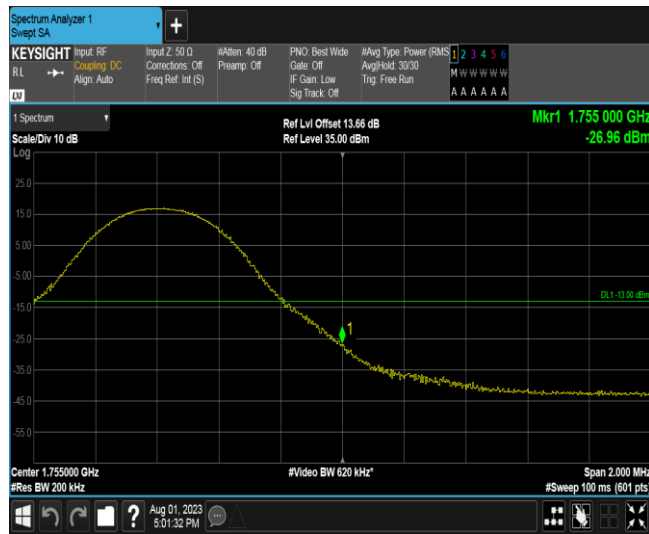 Spectrum Analyzer 1
Swept SA
+
KEYSIGHT
RL
LXI
Input: RF
Coupling: DC
Align: Auto
Input Z: 50 Ω
Corrections: Off
Freq Ref: Int (S)
#Atten: 40 dB
Preamp: Off
PNO: Best Wide
Gate: Off
IF Gain: Low
Sig Track: Off
#Avg Type: Power (RMS
Avg|Hold: 30/30
Trig: Free Run
1 2 3 4 5 6
M W W W W W
A A A A A A
1 Spectrum
Scale/Div 10 dB
Log
Ref Lvl Offset 13.66 dB
Ref Level 35.00 dBm
Mkr1 1.755 000 GHz
-26.96 dBm
25.0
15.0
5.00
-5.00
DL1 -13.00 dBm
-15.0
1
-25.0
-35.0
-45.0
-55.0
Center 1.755000 GHz
#Res BW 200 kHz
#Video BW 620 kHz*
Span 2.000 MHz
#Sweep 100 ms (601 pts
?
Aug 01, 2023
5:01:32 PM